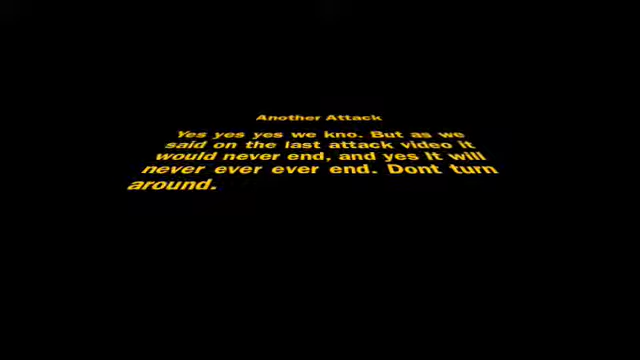 Another Attack
Yes yes yes we kno. But as we
said on the last attack video it
would never end, and yes It will
never ever ever end. Dont turn
around.